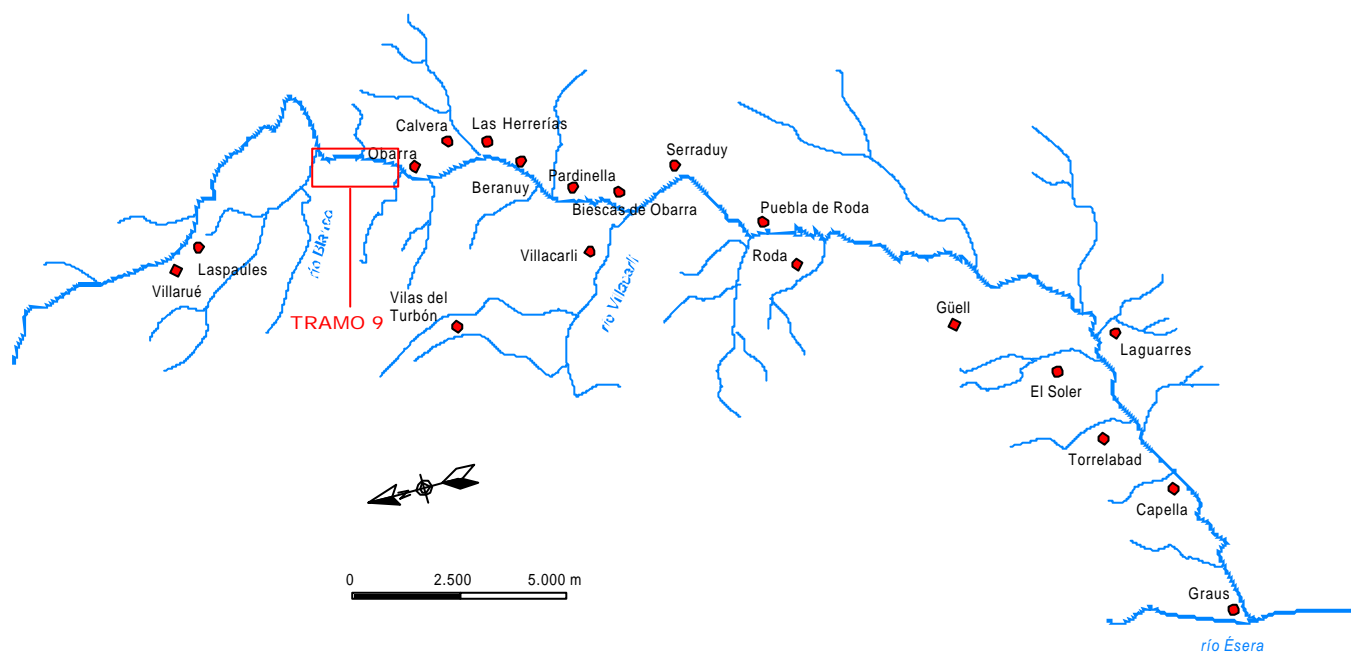 Las Herrerías
Calvera
Obarra
Serraduy
Beranuy
Pardinella
Biescas de Obarra
Puebla de Roda
Roda
Villacarli
río Blanco
río Villacarli
Laspaúles
Villarué
Vilas del
Turbón
TRAMO 9
Güell
Laguarres
El Soler
Torrelabad
Capella
N
0 2.500 5.000 m
Graus
río Ésera